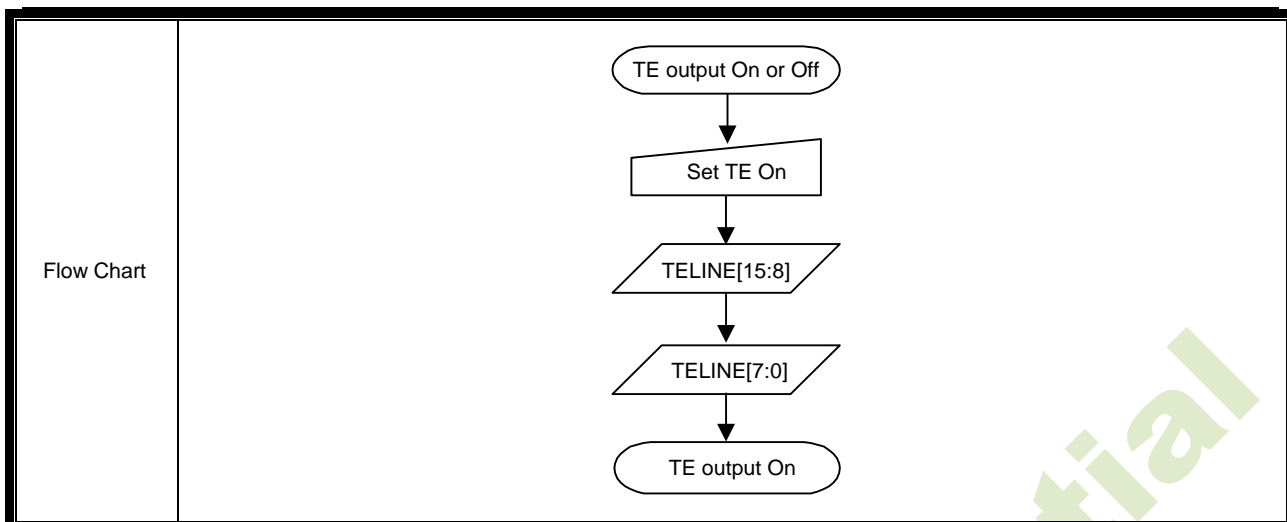 Flow Chart
TE output On or Off
Set TE On
TELINE[15:8]
TELINE[7:0]
TE output On
tial